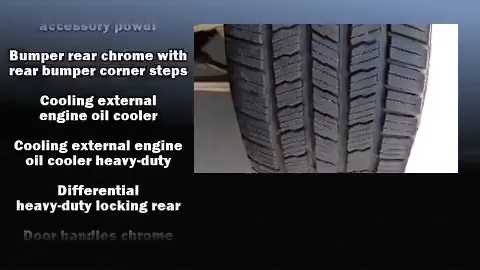 accessory power
Bumper rear chrome with
rear bumper corner steps
Cooling external
engine oil cooler
Cooling external engine
oil cooler heavy-duty
Differential
heavy-duty locking rear
Door handles chrome